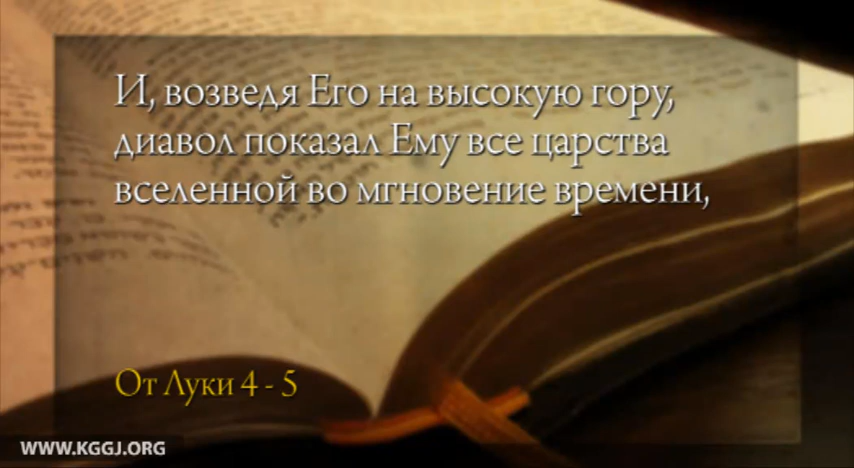 И, возведя Его на высокую гору,
диавол показал Ему все царства
вселенной во мгновение времени,
От Луки 4 - 5
WWW.KGGJ.ORG